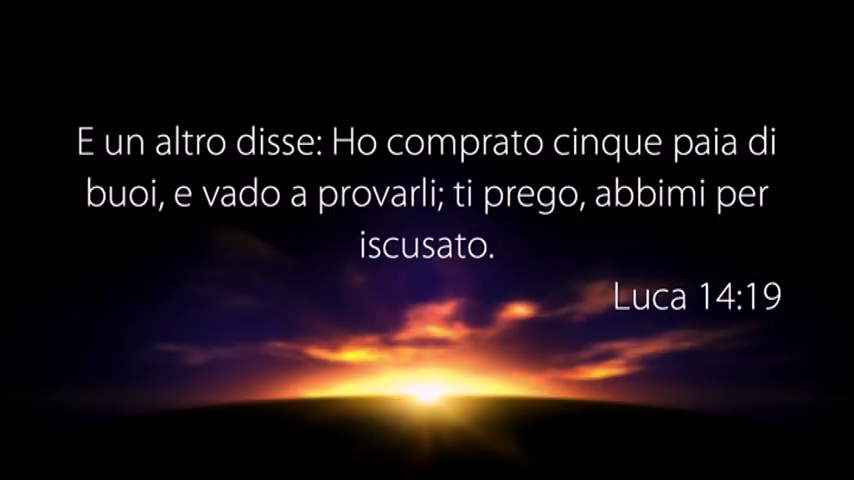 E un altro disse: Ho comprato cinque paia di
buoi, e vado a provarli; ti prego, abbimi per
iscusato.
Luca 14:19